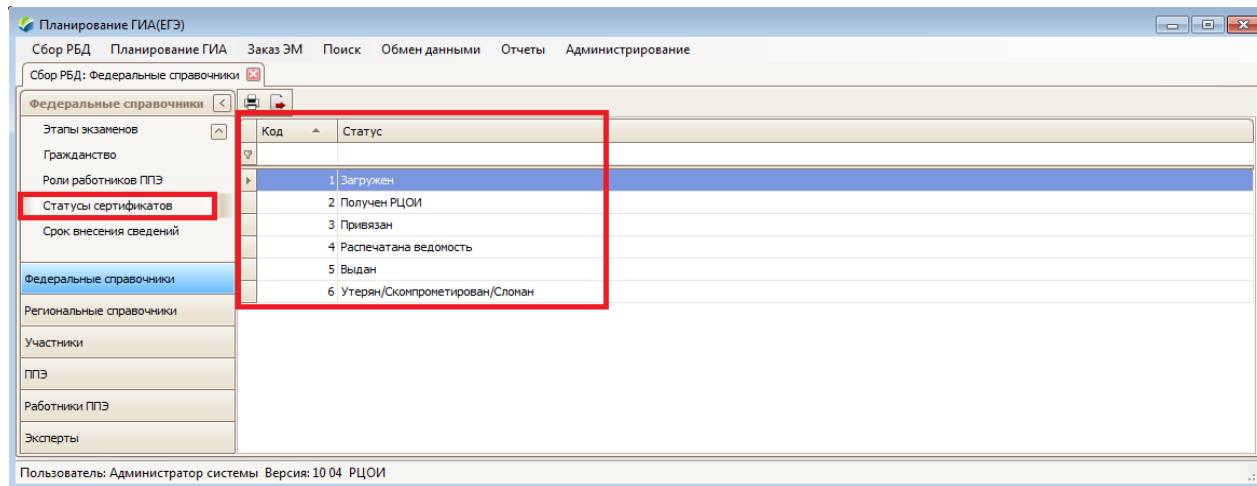 Планирование ГИА(ЕГЭ)
Сбор РБД Планирование ГИА Заказ ЭМ Поиск Обмен данными Отчеты Администрирование
Сбор РБД: Федеральные справочники
Федеральные справочники
Этапы экзаменов
Гражданство
Роли работников ППЭ
Статусы сертификатов
Срок внесения сведений
Федеральные справочники
Региональные справочники
Участники
ППЭ
Работники ППЭ
Эксперты
Код Статус
1 Загружен
2 Получен РЦОИ
3 Привязан
4 Распечатана ведомость
5 Выдан
6 Утерян/Скомпрометирован/Сломан
Пользователь: Администратор системы Версия: 10 04 РЦОИ